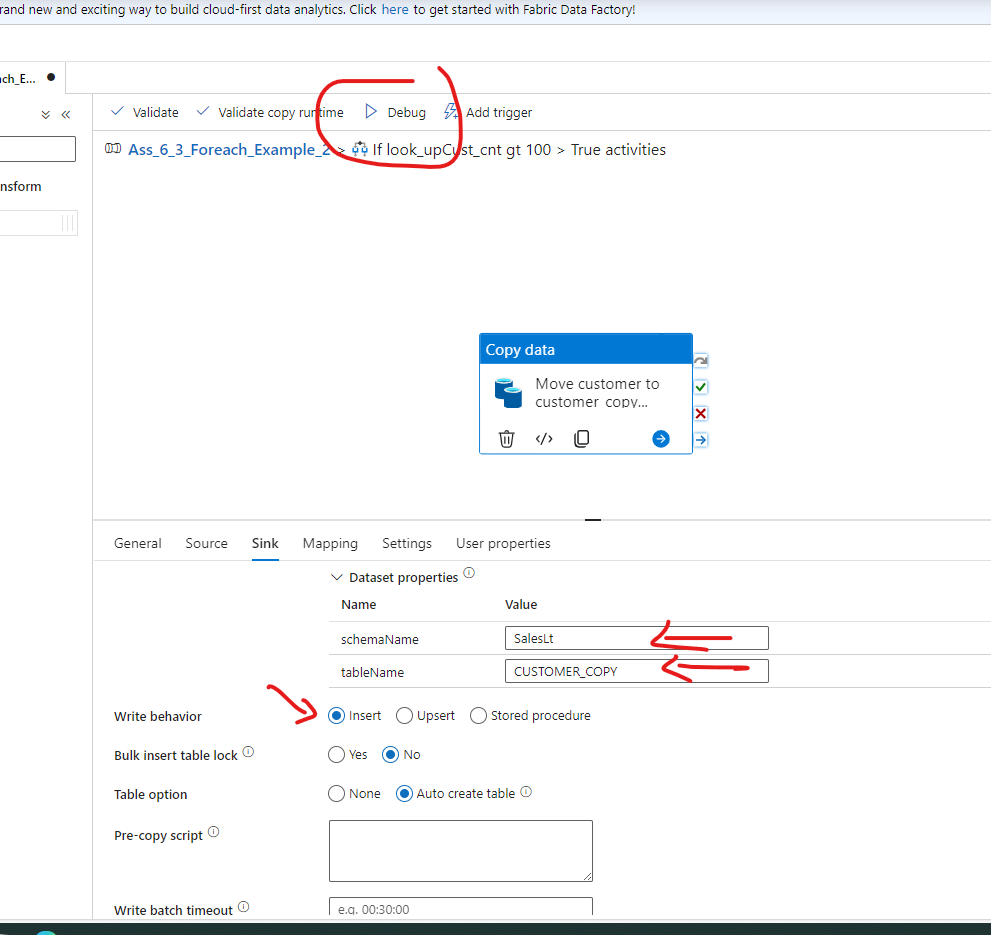 rand new and exciting way to build cloud-first data analytics. Click here to get started with Fabric Data Factory!
ach_E...
Validate Validate copy runtime Debug Add trigger
Ass_6_3_Foreach_Example_2 > If look_upCust_cnt gt 100 > True activities
nsform
Copy data
Move customer to
customer copy...
General Source Sink Mapping Settings User properties
Dataset properties
Name Value
schemaName SalesLt
tableName CUSTOMER_COPY
Write behavior Insert Upsert Stored procedure
Bulk insert table lock Yes No
Table option None Auto create table
Pre-copy script
Write batch timeout e.g. 00:30:00